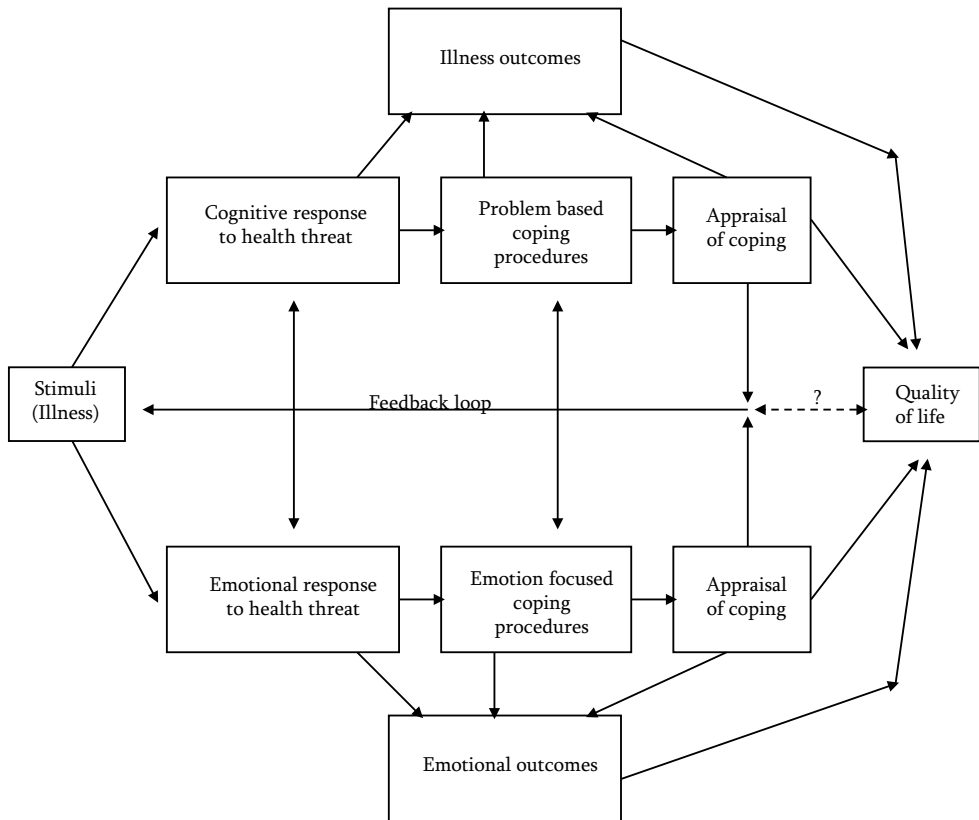 Illness outcomes
Cognitive response
to health threat
Problem based
coping
procedures
Appraisal
of coping
Stimuli
(Illness)
Feedback loop
?
Quality
of life
Emotional response
to health threat
Emotion focused
coping
procedures
Appraisal
of coping
Emotional outcomes